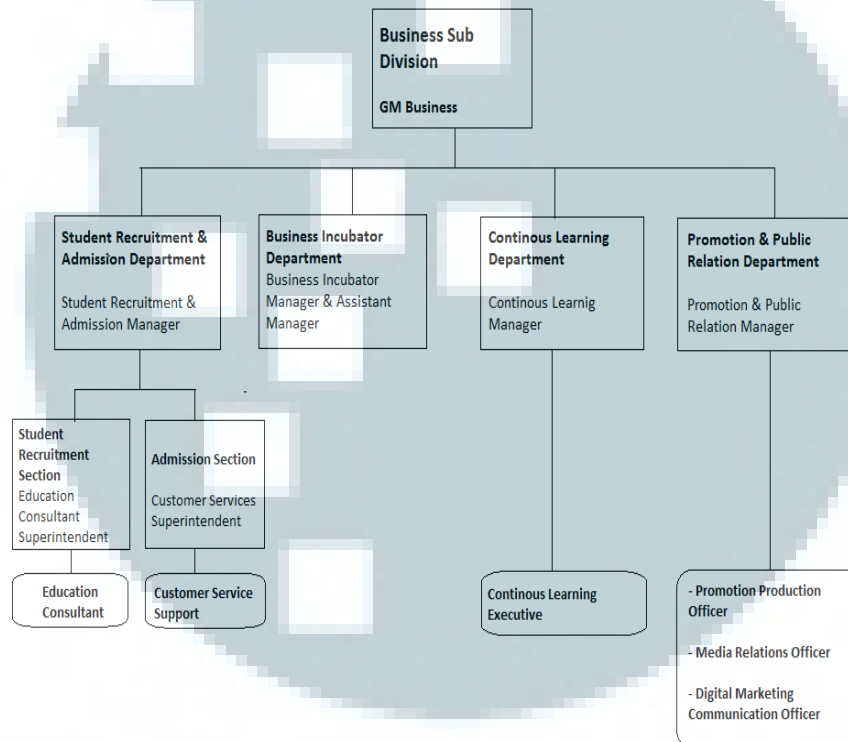 Business Sub
Division
GM Business
Student Recruitment &
Admission Department
Student Recruitment &
Admission Manager
Business Incubator
Department
Business Incubator
Manager & Assistant
Manager
Continous Learning
Department
Continous Learnig
Manager
Promotion & Public
Relation Department
Promotion & Public
Relation Manager
Student
Recruitment
Section
Education
Consultant
Superintendent
Admission Section
Customer Services
Superintendent
Education
Consultant
Customer Service
Support
Continous Learning
Executive
- Promotion Production
Officer
- Media Relations Officer
- Digital Marketing
Communication Officer